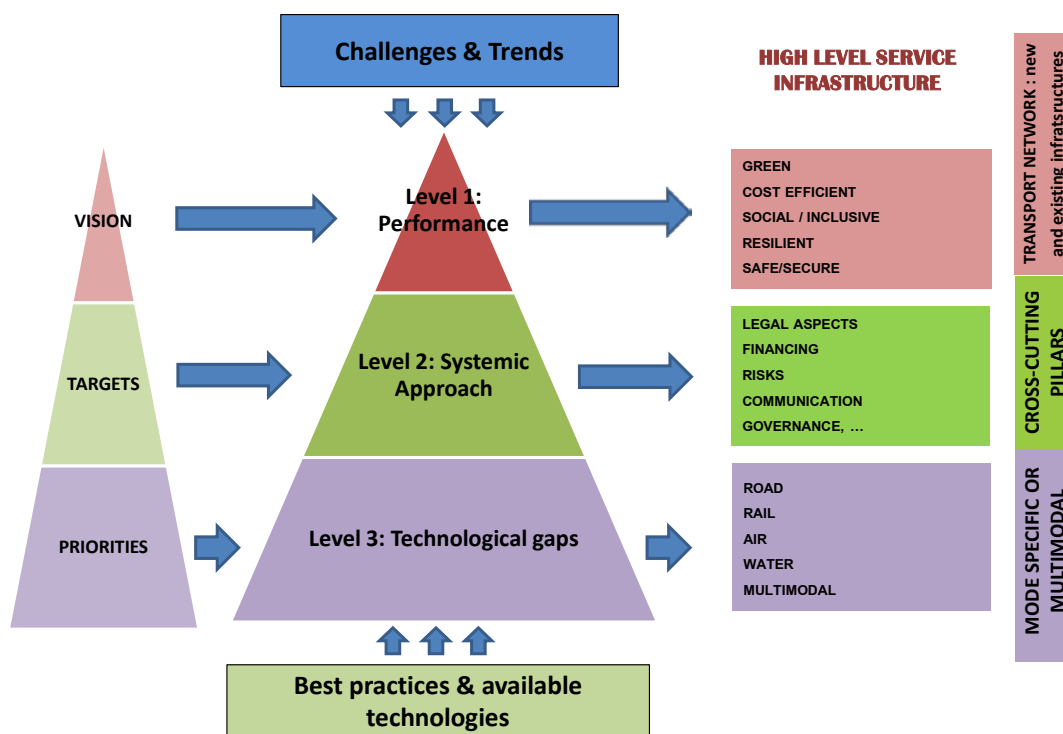 Challenges & Trends
HIGH LEVEL SERVICE
INFRASTRUCTURE
VISION
TARGETS
PRIORITIES
Level 1:
Performance
Level 2: Systemic
Approach
Level 3: Technological gaps
Best practices & available
technologies
GREEN
COST EFFICIENT
SOCIAL / INCLUSIVE
RESILIENT
SAFE/SECURE
LEGAL ASPECTS
FINANCING
RISKS
COMMUNICATION
GOVERNANCE, ...
ROAD
RAIL
AIR
WATER
MULTIMODAL
TRANSPORT NETWORK : new
and existing infratsructures
CROSS-CUTTING
PILLARS
MODE SPECIFIC OR
MULTIMODAL